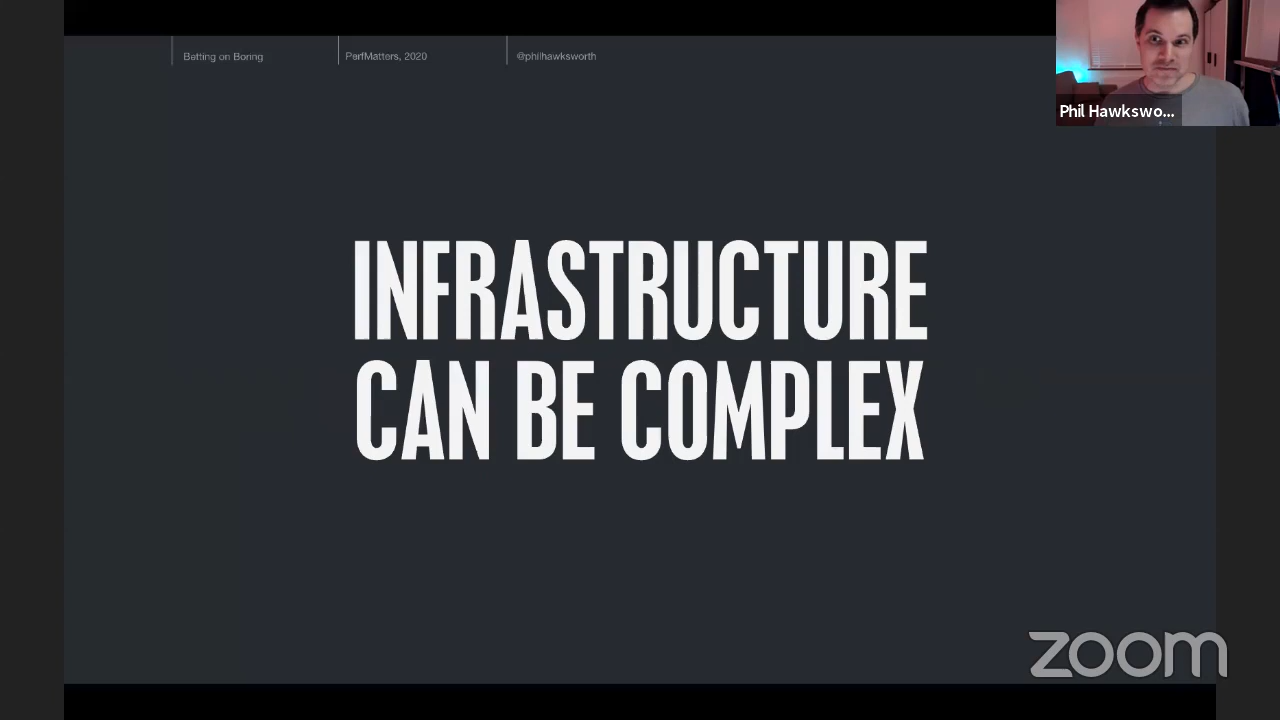 Betting on Boring
PerfMatters, 2020
@philhawksworth
Phil Hawkswo...
INFRASTRUCTURE
CAN BE COMPLEX
zoom